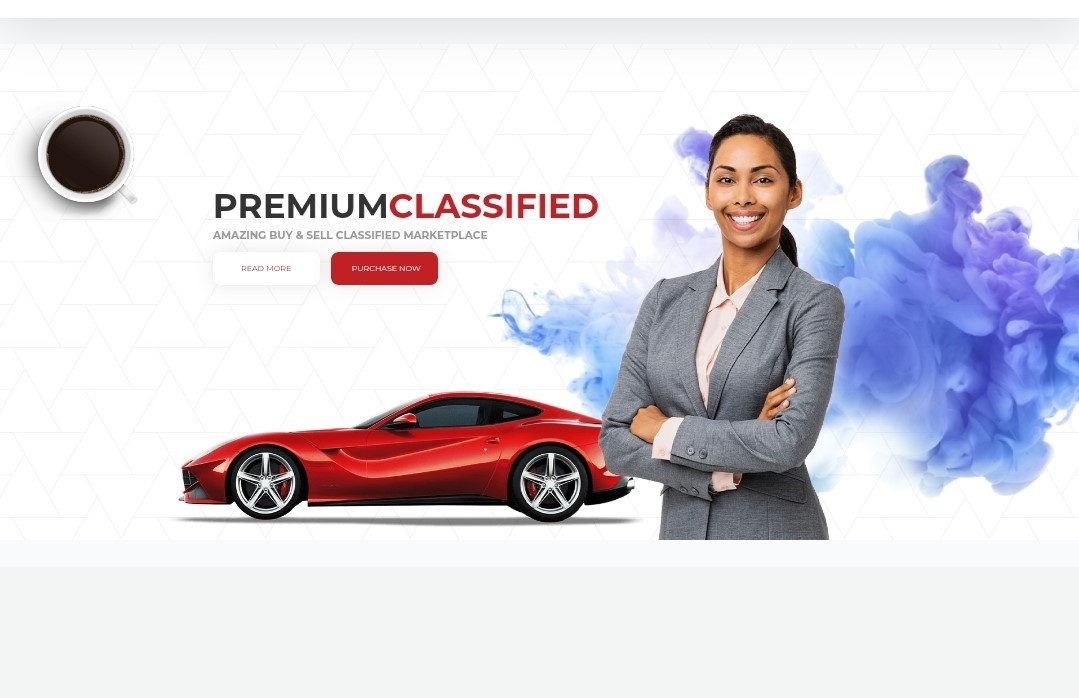 PREMIUMCLASSIFIED
AMAZING BUY & SELL CLASSIFIED MARKETPLACE
READ MORE PURCHASE NOW